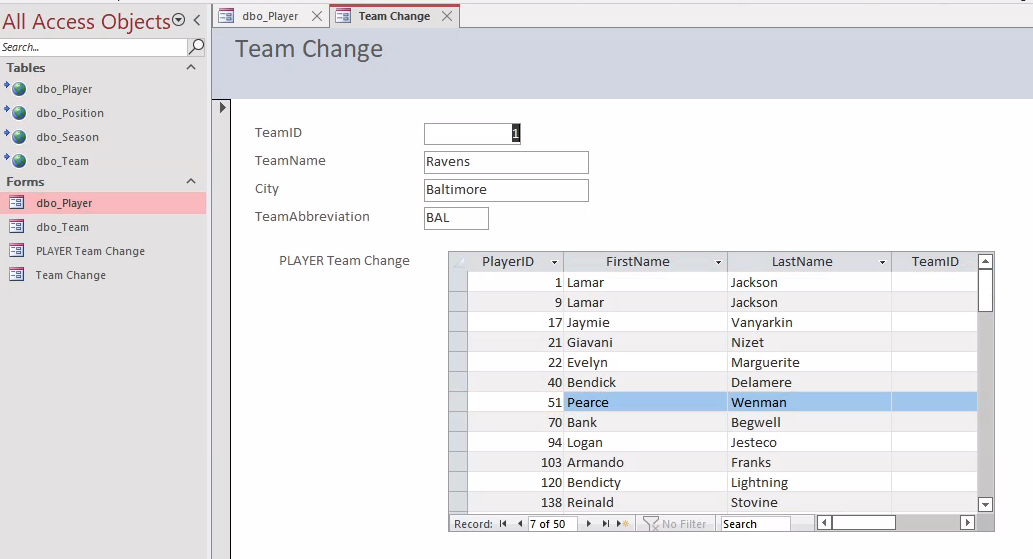 All Access Objects
Search...
Tables
dbo_Player
dbo_Position
dbo_Season
dbo_Team
Forms
dbo_Player
dbo_Team
PLAYER Team Change
Team Change
dbo_Player Team Change
Team Change
TeamID 1
TeamName Ravens
City Baltimore
TeamAbbreviation BAL
PLAYER Team Change
PlayerID FirstName LastName TeamID
1 Lamar Jackson
9 Lamar Jackson
17 Jaymie Vanyarkin
21 Giavani Nizet
22 Evelyn Marguerite
40 Bendick Delamere
51 Pearce Wenman
70 Bank Begwell
94 Logan Jesteco
103 Armando Franks
120 Bendicty Lightning
138 Reinald Stovine
Record: 7 of 50 No Filter Search